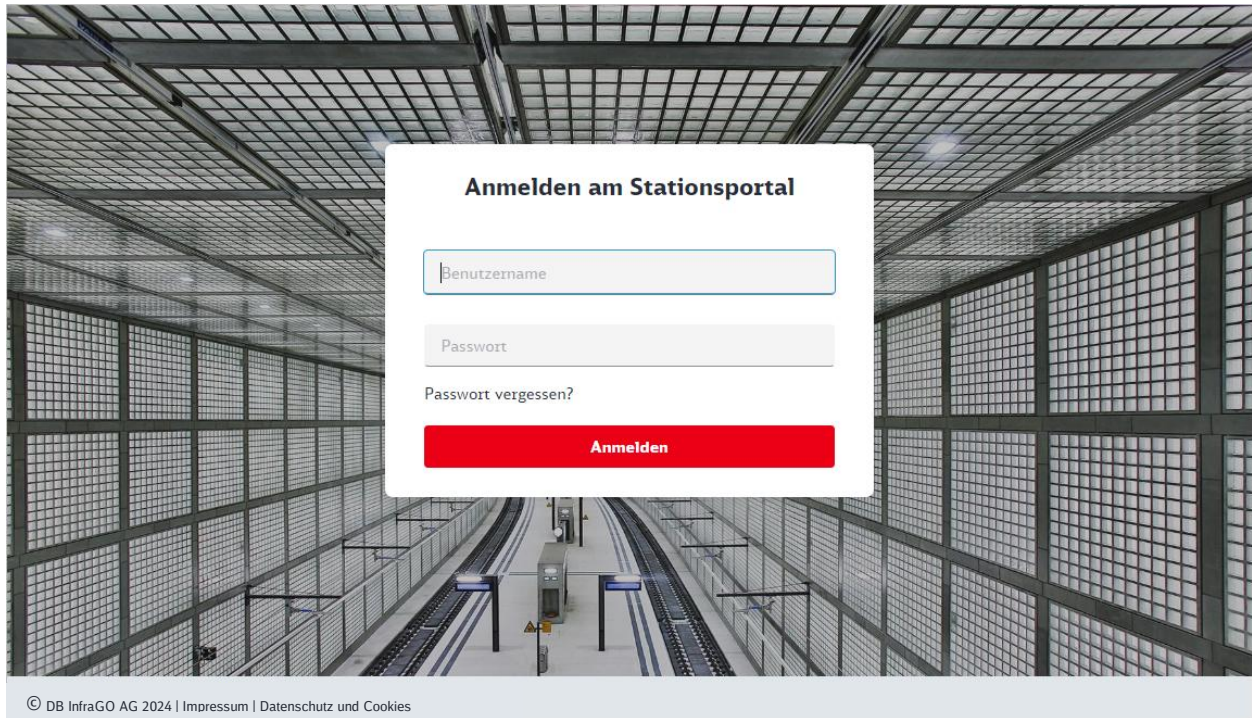 Anmelden am Stationsportal
Benutzername
Passwort
Passwort vergessen?
Anmelden
© DB InfraGO AG 2024 | Impressum | Datenschutz und Cookies